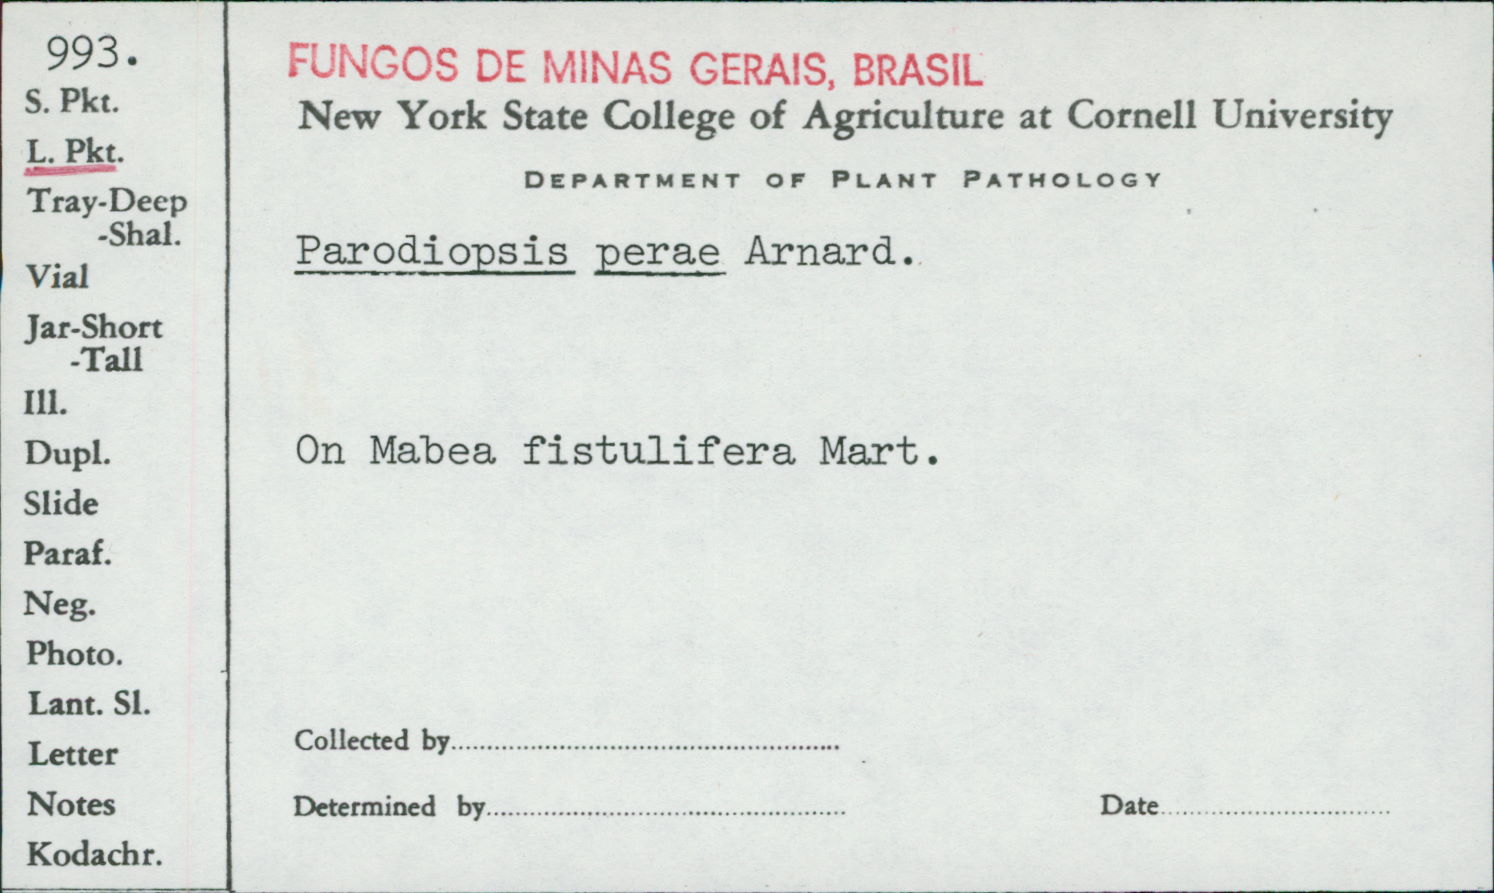 993.
S. Pkt.
L. Pkt.
Tray-Deep
-Shal.
Vial
Jar-Short
-Tall
Ill.
Dupl.
Slide
Paraf.
Neg.
Photo.
Lant. Sl.
Letter
Notes
Kodachr.
FUNGOS DE MINAS GERAIS, BRASIL
New York State College of Agriculture at Cornell University
DEPARTMENT OF PLANT PATHOLOGY
Parodiopsis perae Arnard.
On Mabea fistulifera Mart.
Collected by
Determined by
Date